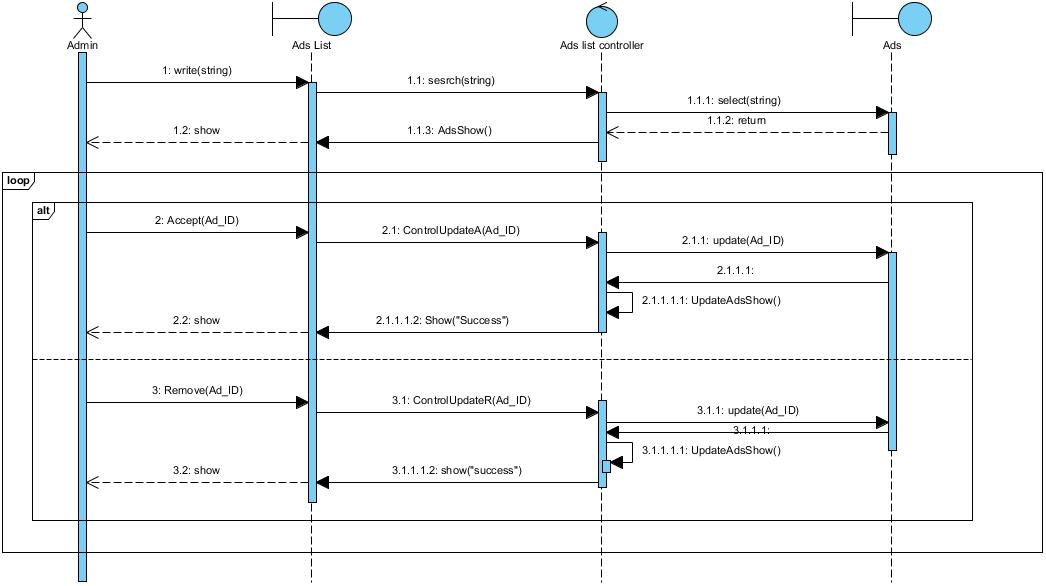 Admin
Ads List
Ads list controller
Ads
1: write(string)
1.1: sesrch(string)
1.1.1: select(string)
1.1.2: return
1.2: show
1.1.3: AdsShow()
loop
alt
2: Accept(Ad_ID)
2.1: ControlUpdateA(Ad_ID)
2.1.1: update(Ad_ID)
2.1.1.1:
2.1.1.1.1: UpdateAdsShow()
2.2: show
2.1.1.1.2: Show("Success")
3: Remove(Ad_ID)
3.1: ControlUpdateR(Ad_ID)
3.1.1: update(Ad_ID)
3.1.1.1:
3.1.1.1.1: UpdateAdsShow()
3.2: show
3.1.1.1.2: show("success")